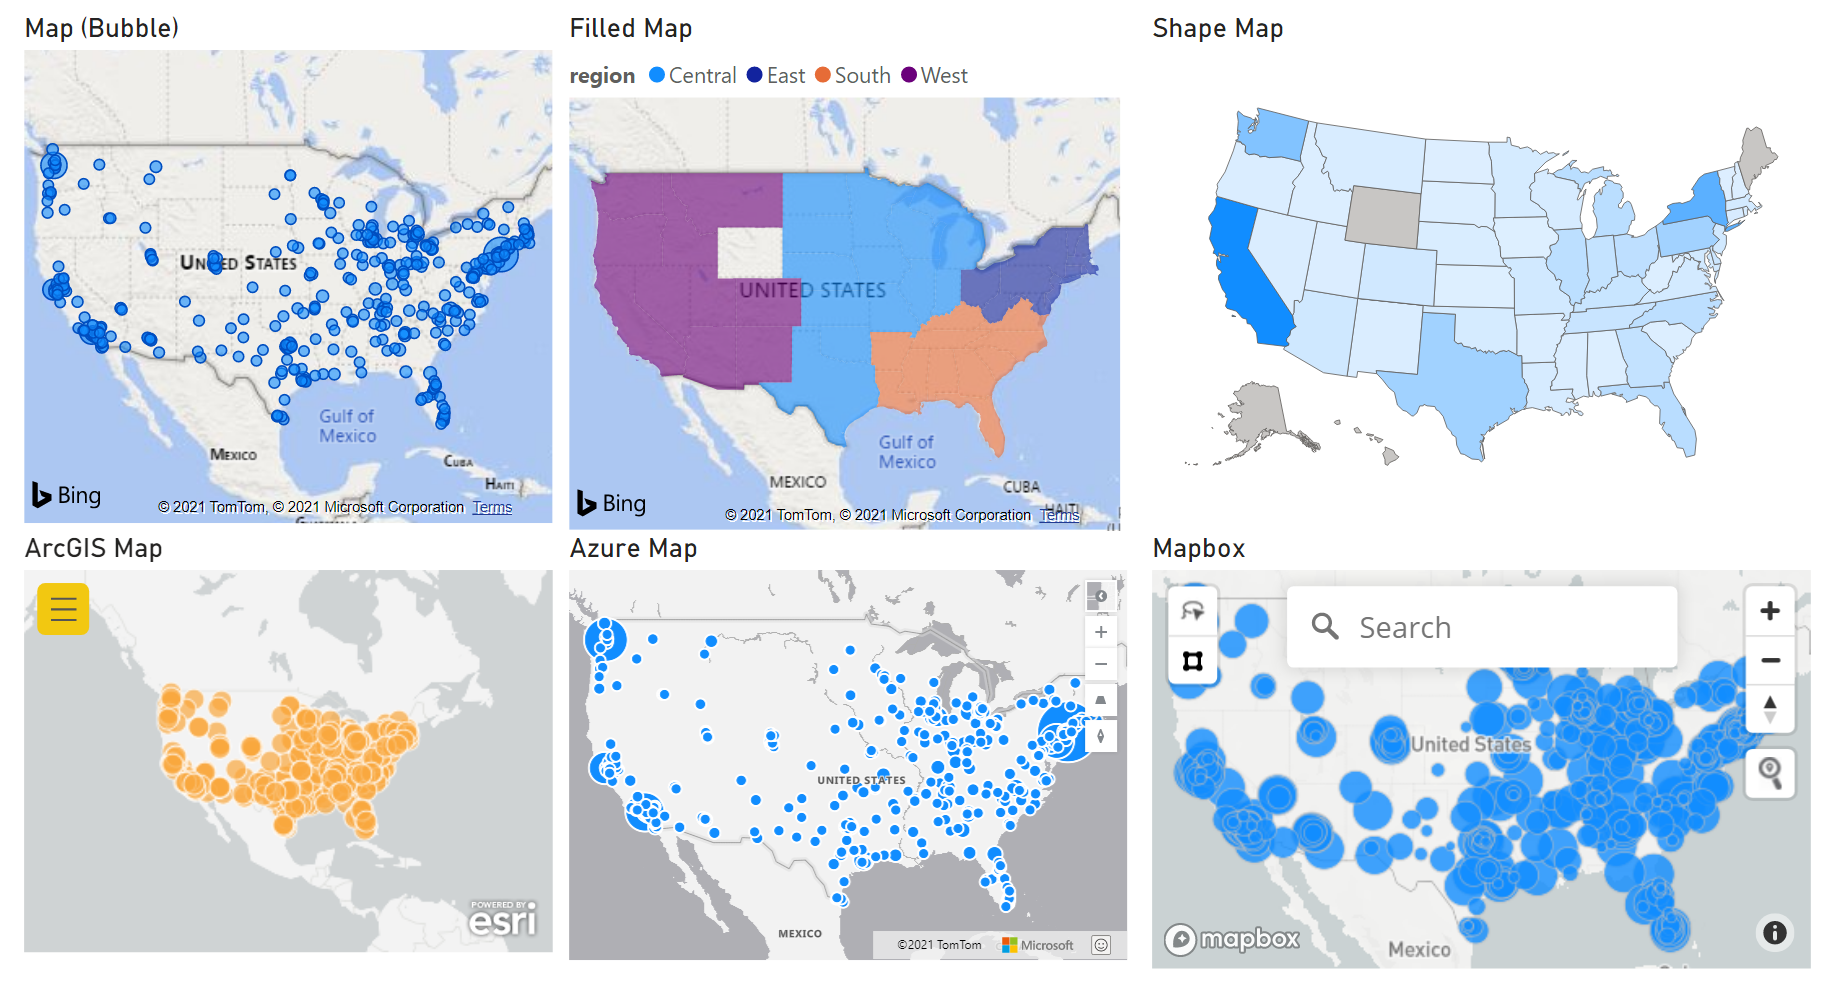 Map (Bubble)
UNITED STATES
Gulf of
Mexico
MEXICO
CUBA
HAITI
Bing
© 2021 TomTom, © 2021 Microsoft Corporation Terms
Filled Map
region Central East South West
UNITED STATES
Gulf of
Mexico
MEXICO
CUBA
HAITI
Bing
© 2021 TomTom, © 2021 Microsoft Corporation Terms
Shape Map
ArcGIS Map
POWERED BY
esri
Azure Map
UNITED STATES
MEXICO
©2021 TomTom Microsoft
Mapbox
Search
United States
Mexico
mapbox